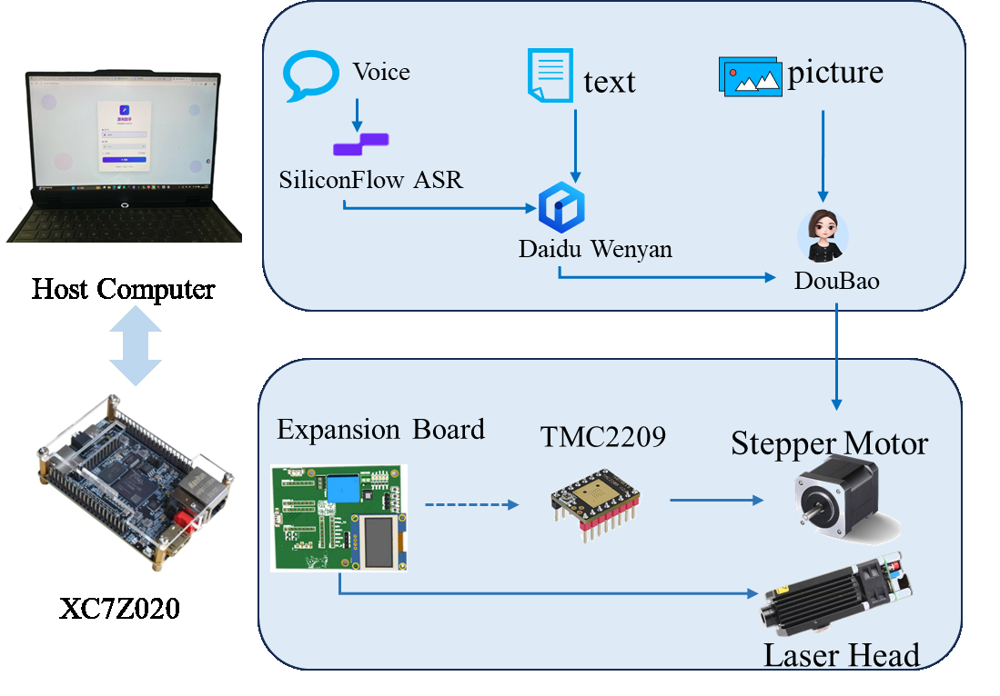 Voice
text
picture
SiliconFlow ASR
Daidu Wenyan
DouBao
Host Computer
Expansion Board
TMC2209
Stepper Motor
XC7Z020
Laser Head